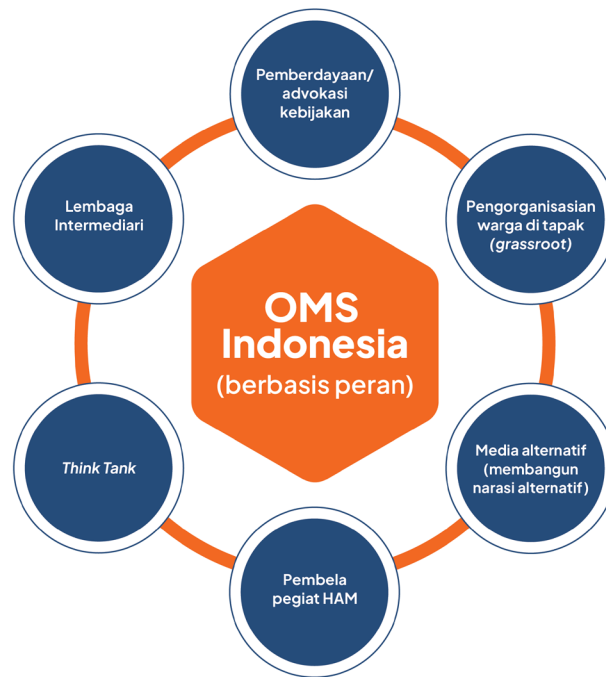 Pemberdayaan/
advokasi
kebijakan
Lembaga
Intermediari
Pengorganisasian
warga di tapak
(grassroot)
OMS
Indonesia
(berbasis peran)
Think Tank
Media alternatif
(membangun
narasi alternatif)
Pembela
pegiat HAM